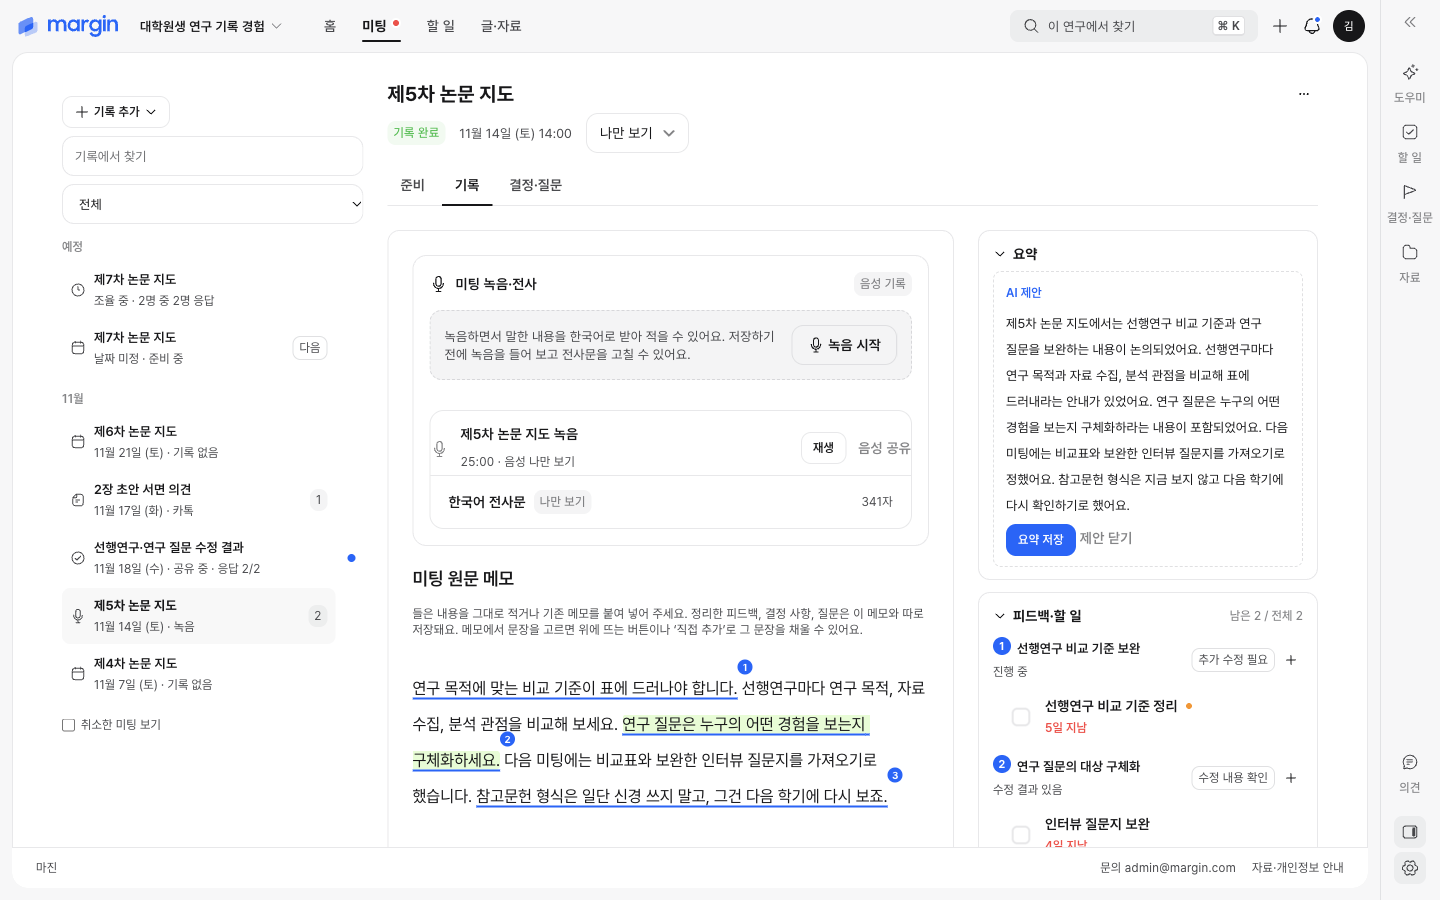 margin
대학원생 연구 기록 경험
홈
미팅
할 일
글·자료
이 연구에서 찾기
⌘ K
김
기록 추가
기록에서 찾기
전체
예정
제7차 논문 지도
조율 중 · 2명 중 2명 응답
제7차 논문 지도
날짜 미정 · 준비 중
다음
11월
제6차 논문 지도
11월 21일 (토) · 기록 없음
2장 초안 서면 의견
11월 17일 (화) · 카톡
1
선행연구·연구 질문 수정 결과
11월 18일 (수) · 공유 중 · 응답 2/2
제5차 논문 지도
11월 14일 (토) · 녹음
2
제4차 논문 지도
11월 7일 (토) · 기록 없음
취소한 미팅 보기
제5차 논문 지도
기록 완료
11월 14일 (토) 14:00
나만 보기
준비
기록
결정·질문
미팅 녹음·전사
음성 기록
녹음하면서 말한 내용을 한국어로 받아 적을 수 있어요. 저장하기
전에 녹음을 들어 보고 전사문을 고칠 수 있어요.
녹음 시작
제5차 논문 지도 녹음
25:00 · 음성 나만 보기
재생
음성 공유
한국어 전사문
나만 보기
341자
미팅 원문 메모
들은 내용을 그대로 적거나 기존 메모를 붙여 넣어 주세요. 정리한 피드백, 결정 사항, 질문은 이 메모와 따로
저장돼요. 메모에서 문장을 고르면 위에 뜨는 버튼이나 ‘직접 추가’로 그 문장을 채울 수 있어요.
1
연구 목적에 맞는 비교 기준이 표에 드러나야 합니다. 선행연구마다 연구 목적, 자료
수집, 분석 관점을 비교해 보세요. 연구 질문은 누구의 어떤 경험을 보는지
2
구체화하세요. 다음 미팅에는 비교표와 보완한 인터뷰 질문지를 가져오기로
3
했습니다. 참고문헌 형식은 일단 신경 쓰지 말고, 그건 다음 학기에 다시 보죠.
요약
AI 제안
제5차 논문 지도에서는 선행연구 비교 기준과 연구
질문을 보완하는 내용이 논의되었어요. 선행연구마다
연구 목적과 자료 수집, 분석 관점을 비교해 표에
드러내라는 안내가 있었어요. 연구 질문은 누구의 어떤
경험을 보는지 구체화하라는 내용이 포함되었어요. 다음
미팅에는 비교표와 보완한 인터뷰 질문지를 가져오기로
정했어요. 참고문헌 형식은 지금 보지 않고 다음 학기에
다시 확인하기로 했어요.
요약 저장
제안 닫기
피드백·할 일
남은 2 / 전체 2
1
선행연구 비교 기준 보완
진행 중
추가 수정 필요
선행연구 비교 기준 정리
5일 지남
2
연구 질문의 대상 구체화
수정 결과 있음
수정 내용 확인
인터뷰 질문지 보완
4일 지남
도우미
할 일
결정·질문
자료
의견
마진
문의 admin@margin.com
자료·개인정보 안내